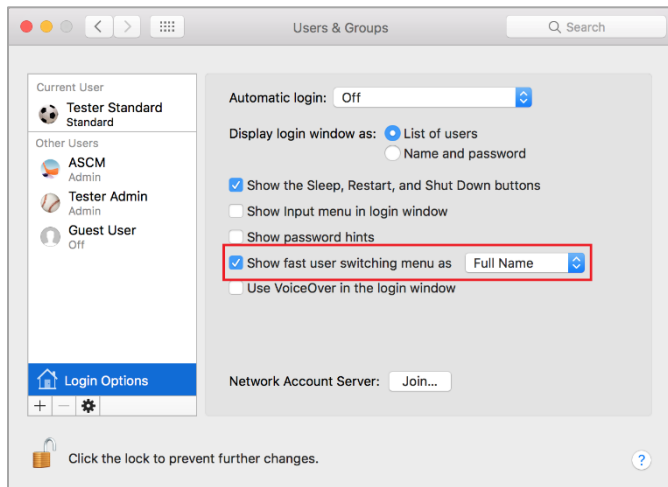 Users & Groups
Search
Current User
Tester Standard
Standard
Other Users
ASCM
Admin
Tester Admin
Admin
Guest User
Off
Login Options
Automatic login: Off
Display login window as: List of users
Name and password
Show the Sleep, Restart, and Shut Down buttons
Show Input menu in login window
Show password hints
Show fast user switching menu as Full Name
Use VoiceOver in the login window
Network Account Server: Join...
Click the lock to prevent further changes.
?